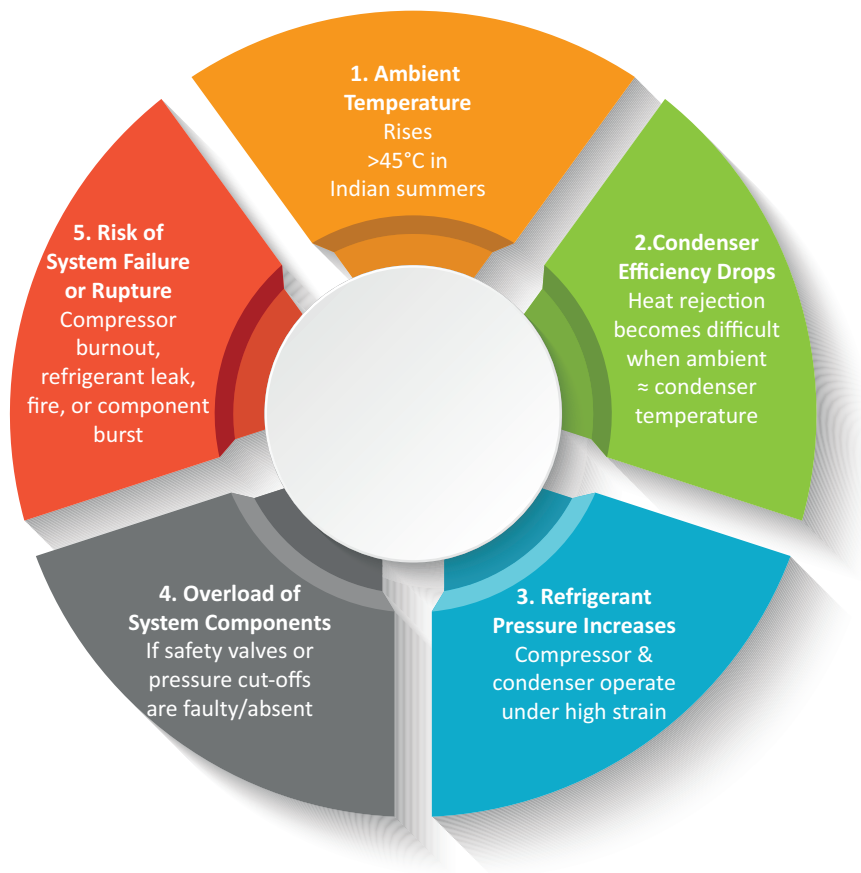 1. Ambient
Temperature
Rises
>45°C in
Indian summers
2.Condenser
Efficiency Drops
Heat rejection
becomes difficult
when ambient
≈ condenser
temperature
3. Refrigerant
Pressure Increases
Compressor &
condenser operate
under high strain
4. Overload of
System Components
If safety valves or
pressure cut-offs
are faulty/absent
5. Risk of
System Failure
or Rupture
Compressor
burnout,
refrigerant leak,
fire, or component
burst